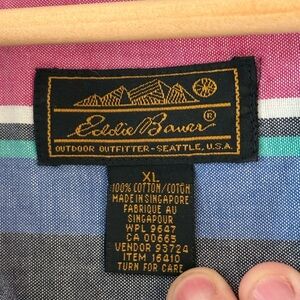 Eddie Bauer®
OUTDOOR OUTFITTER-SEATTLE, U.S.A.
XL
100% COTTON/COTON
MADE IN SINGAPORE
FABRIQUE AU
SINGAPOUR
WPL 9647
CA 00665
VENDOR 93724
ITEM 16410
TURN FOR CARE